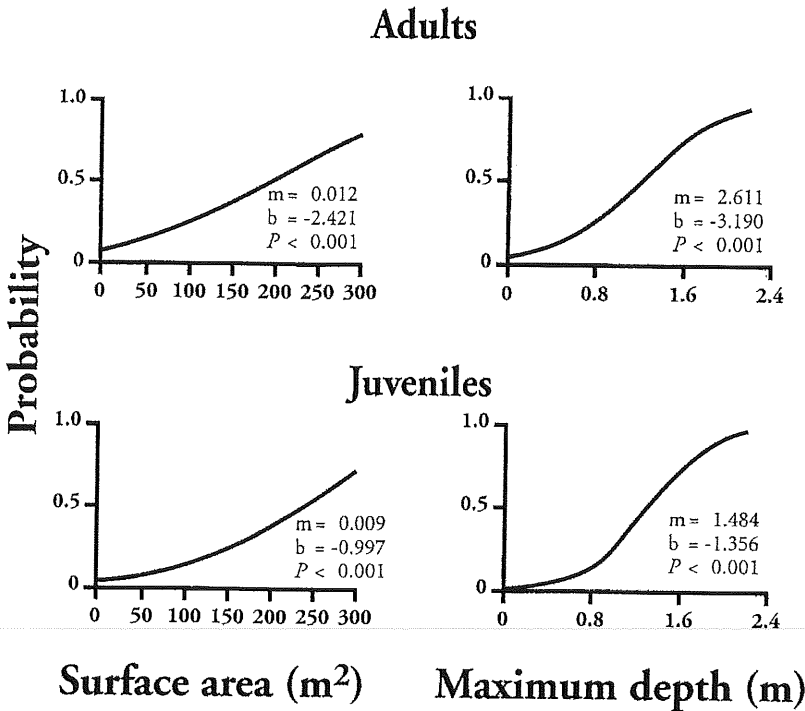 Adults
Probability
1.0
0.5
0
m = 0.012
b = -2.421
P < 0.001
0 50 100 150 200 250 300
1.0
0.5
0
m = 2.611
b = -3.190
P < 0.001
0 0.8 1.6 2.4
Juveniles
1.0
0.5
0
m = 0.009
b = -0.997
P < 0.001
0 50 100 150 200 250 300
1.0
0.5
0
m = 1.484
b = -1.356
P < 0.001
0 0.8 1.6 2.4
Surface area (m²)
Maximum depth (m)